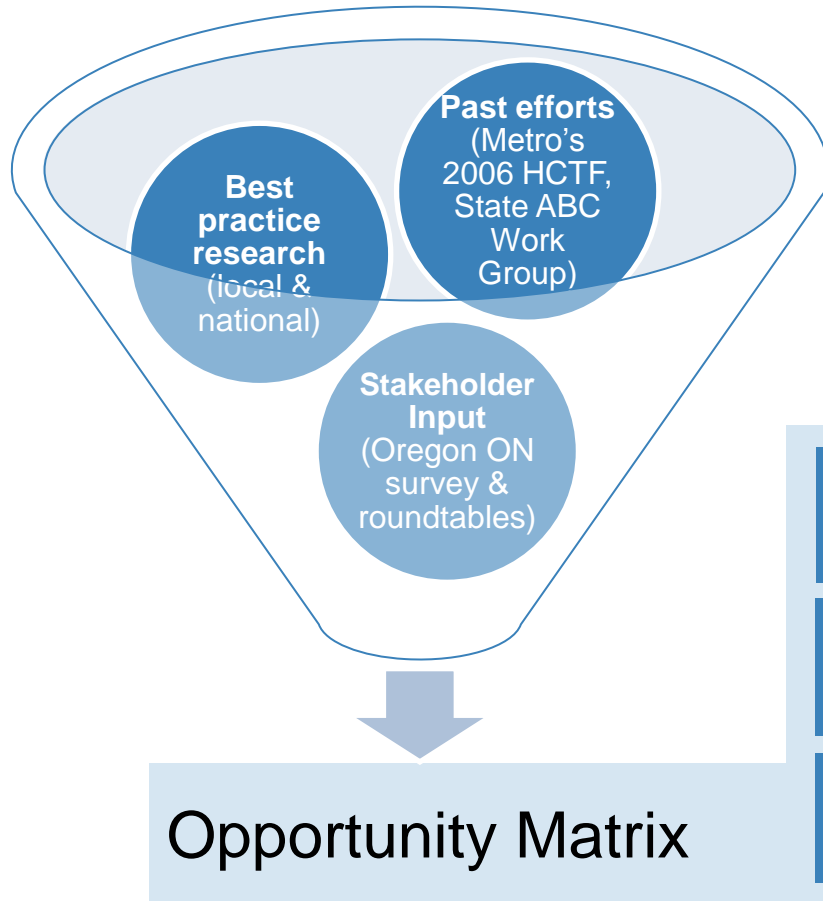 Past efforts
(Metro's
2006 HCTF,
State ABC
Work
Group)
Best
practice
research
(local &
national)
Stakeholder
Input
(Oregon ON
survey &
roundtables)
Opportunity Matrix